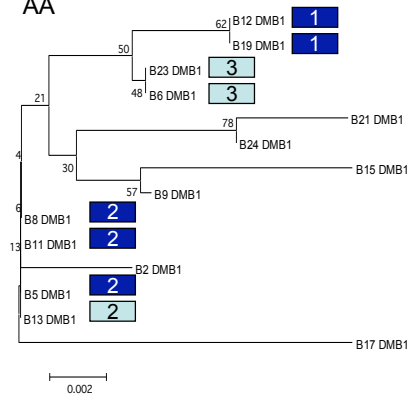 AA
62 B12 DMB1 1
B19 DMB1 1
50 B23 DMB1 3
48 B6 DMB1 3
21
78 B21 DMB1
B24 DMB1
4 30 B15 DMB1
57 B9 DMB1
6 B8 DMB1 2
13 B11 DMB1 2
B2 DMB1
B5 DMB1 2
B13 DMB1 2
B17 DMB1
0.002